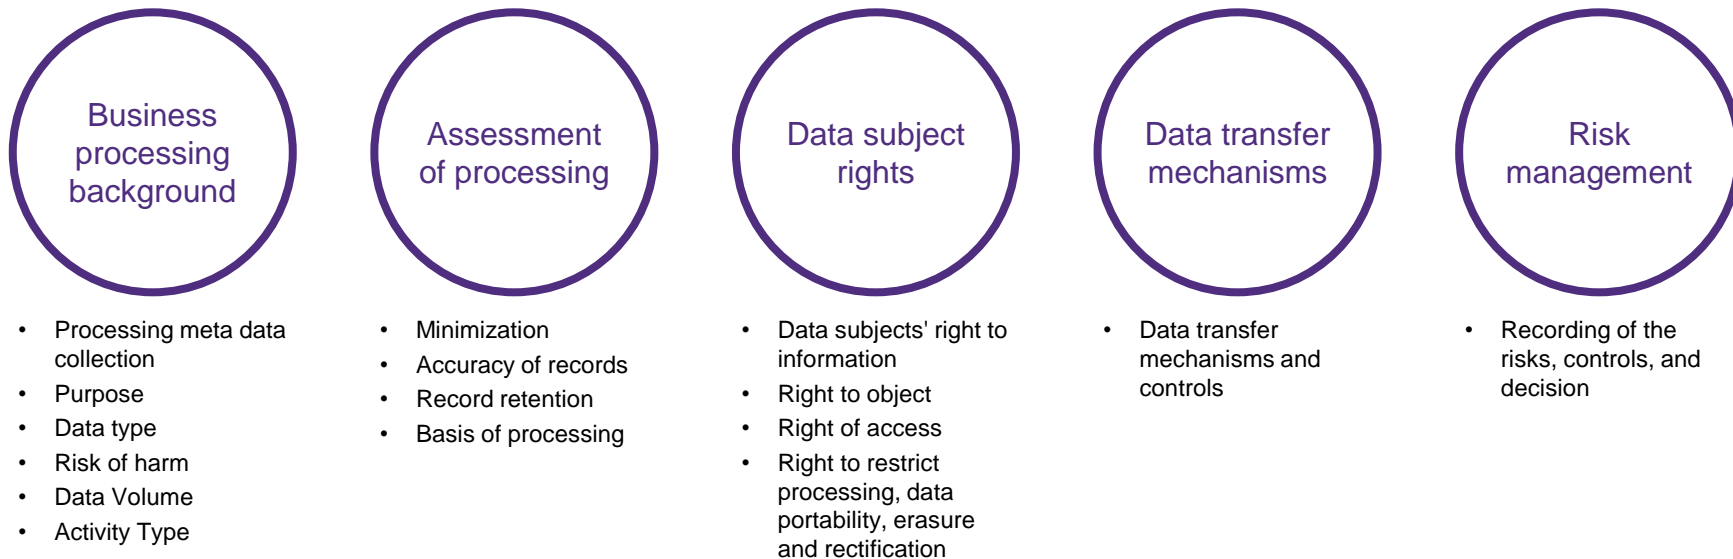 Business
processing
background
Assessment
of processing
Data subject
rights
Data transfer
mechanisms
Risk
management
• Processing meta data
collection
• Purpose
• Data type
• Risk of harm
• Data Volume
• Activity Type
• Minimization
• Accuracy of records
• Record retention
• Basis of processing
• Data subjects' right to
information
• Right to object
• Right of access
• Right to restrict
processing, data
portability, erasure
and rectification
• Data transfer
mechanisms and
controls
• Recording of the
risks, controls, and
decision